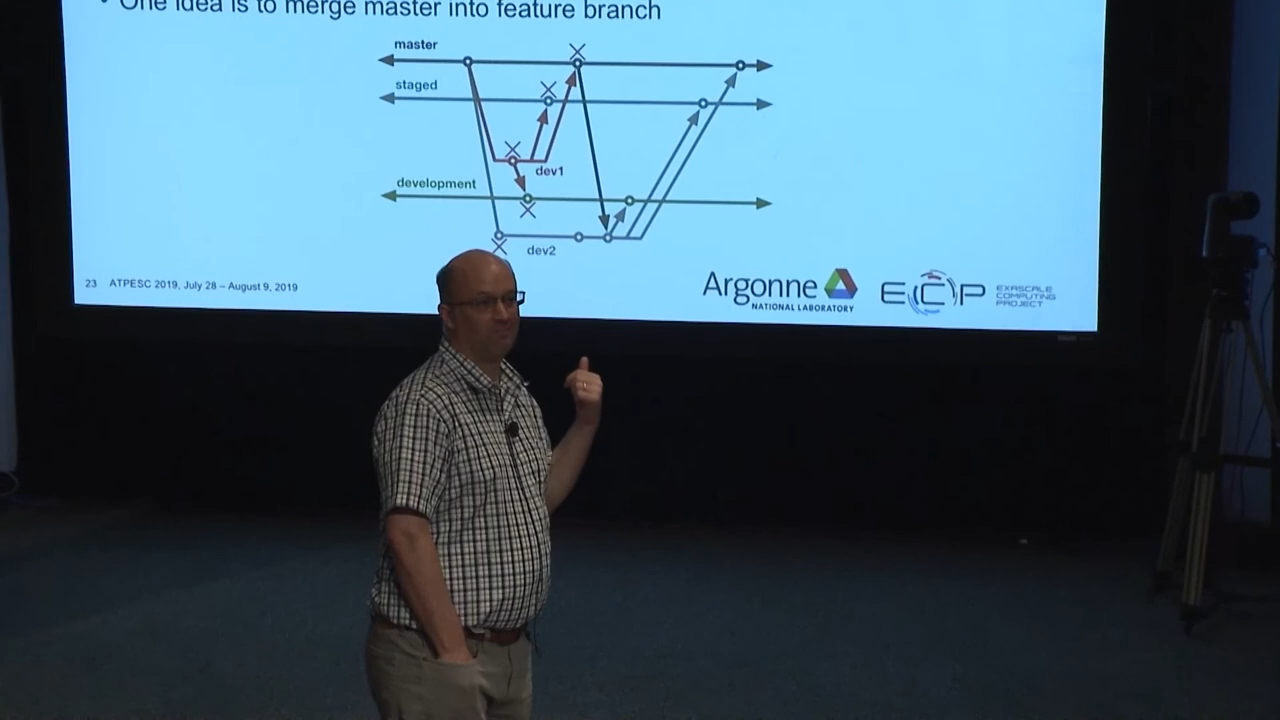 • One idea is to merge master into feature branch
master
staged
dev1
development
dev2
23 ATPESC 2019, July 28 – August 9, 2019
Argonne
NATIONAL LABORATORY
ECP
EXASCALE
COMPUTING
PROJECT